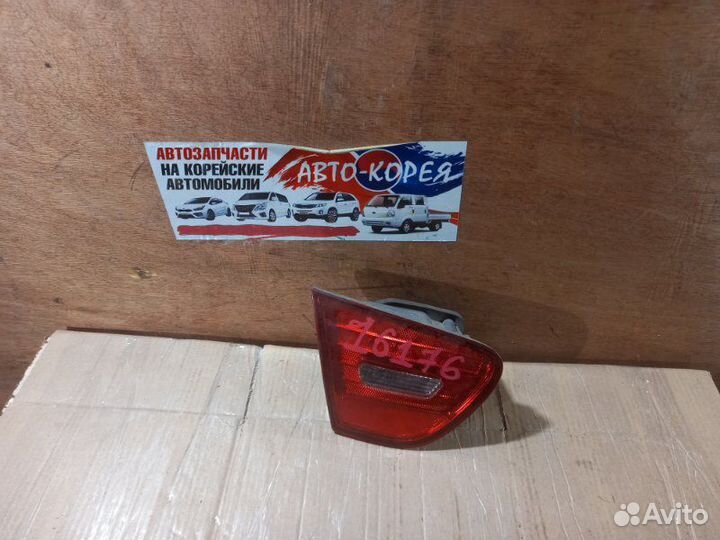 АВТОЗАПЧАСТИ
НА КОРЕЙСКИЕ
АВТОМОБИЛИ
АВТО-КОРЕЯ
16176
Avito